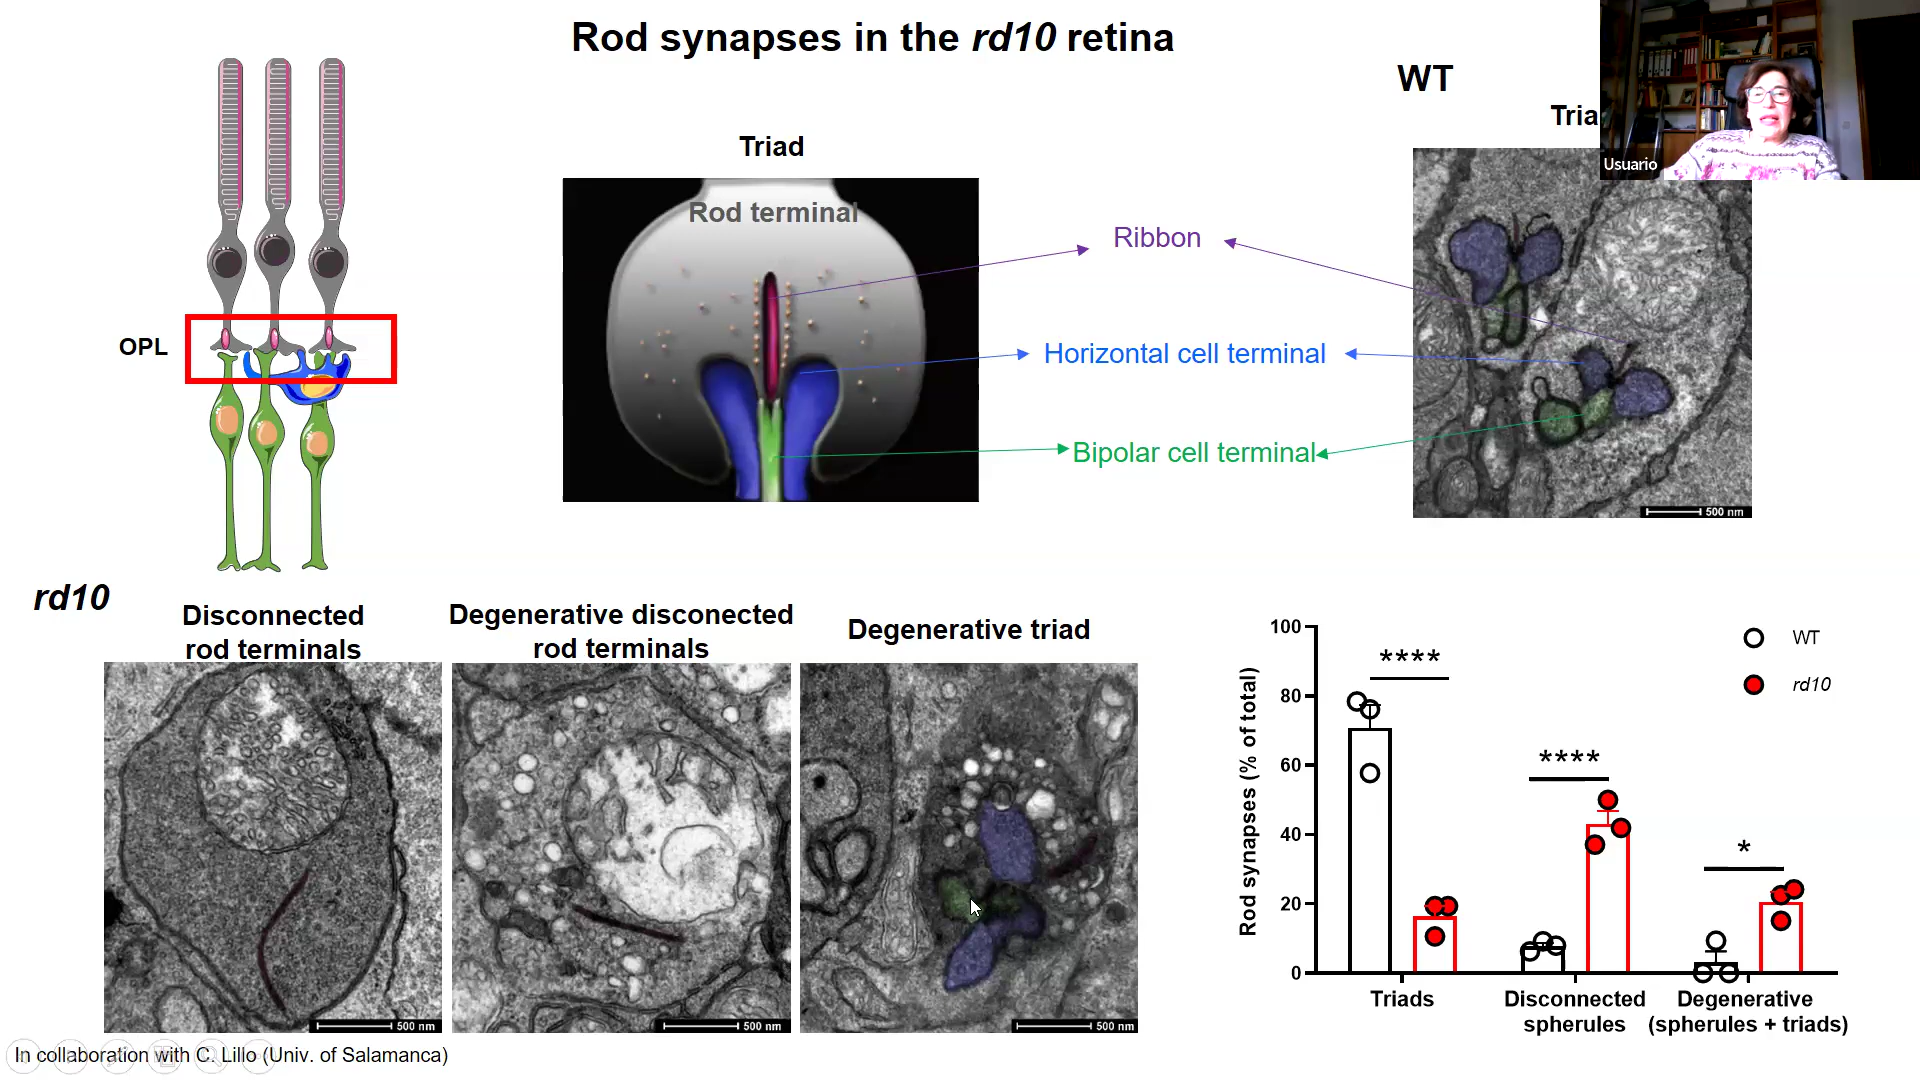 Rod synapses in the rd10 retina
WT
Tria
Usuario
Triad
Rod terminal
Ribbon
Horizontal cell terminal
Bipolar cell terminal
OPL
500 nm
rd10
Disconnected
rod terminals
Degenerative disconected
rod terminals
Degenerative triad
500 nm
500 nm
500 nm
Rod synapses (% of total)
100
80
60
40
20
0
****
****
*
WT
rd10
Triads
Disconnected
spherules
Degenerative
(spherules + triads)
In collaboration with C. Lillo (Univ. of Salamanca)